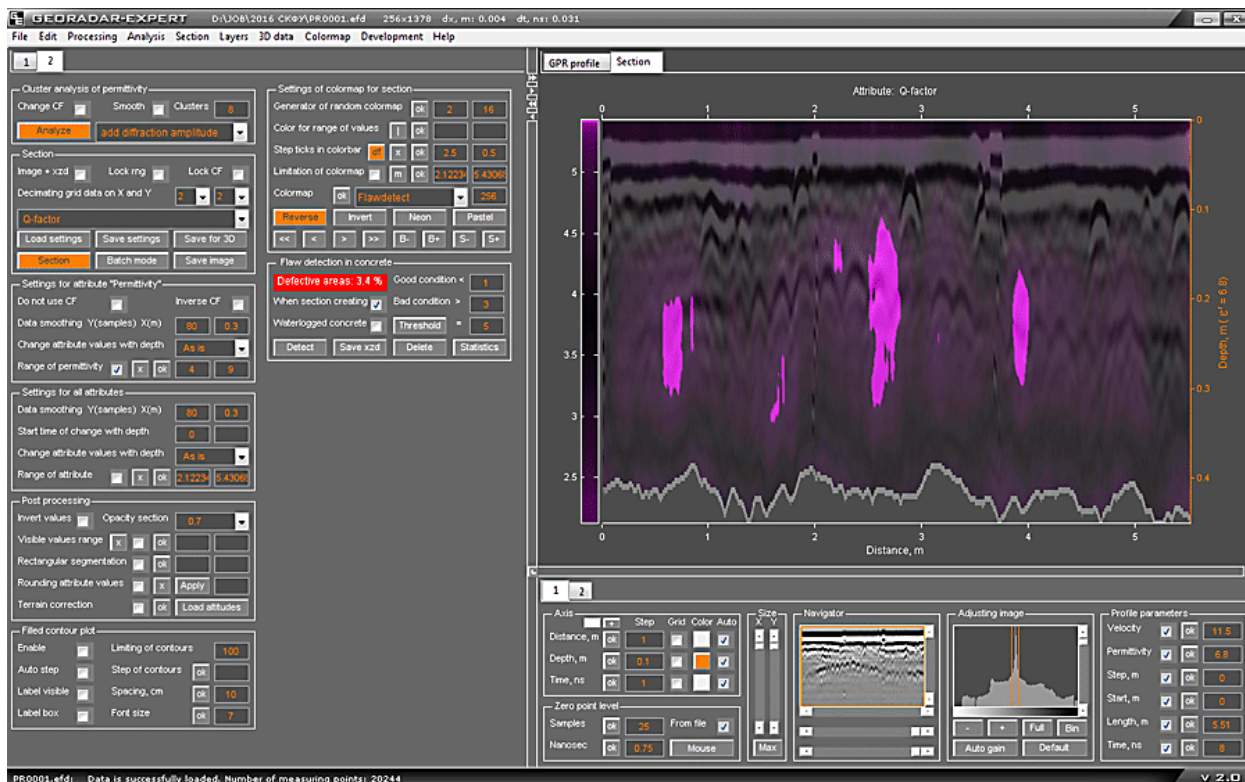 GEORADAR-EXPERT D:\JOB\2016 СКФУ\PR0001.efd 256x1378 dx, m: 0.004 dt, ns: 0.031
File Edit Processing Analysis Section Layers 3D data Colormap Development Help
1 2
Cluster analysis of permittivity
Change CF Smooth Clusters 8
Analyze add diffraction amplitude
Section
Image + xzd Lock rng Lock CF
Decimating grid data on X and Y 2 2
Q-factor
Load settings Save settings Save for 3D
Section Batch mode Save image
Settings for attribute "Permittivity"
Do not use CF Inverse CF
Data smoothing Y(samples) X(m) 80 0.3
Change attribute values with depth As is
Range of permittivity x ok 4 9
Settings for all attributes
Data smoothing Y(samples) X(m) 80 0.3
Start time of change with depth 0
Change attribute values with depth As is
Range of attribute x ok 2.12234 5.43068
Post processing
Invert values Opacity section 0.7
Visible values range x ok
Rectangular segmentation ok
Rounding attribute values x Apply
Terrain correction ok Load altitudes
Filled contour plot
Enable Limiting of contours 100
Auto step Step of contours ok
Label visible Spacing, cm ok 10
Label box Font size ok 7
Settings of colormap for section
Generator of random colormap ok 2 16
Color for range of values | ok
Step ticks in colorbar off x ok 2.5 0.5
Limitation of colormap m ok 2.12234 5.43068
Colormap ok Flawdetect 256
Reverse Invert Neon Pastel
<< < > >> B- B+ S- S+
Flaw detection in concrete
Defective areas: 3.4 % Good condition < 1
When section creating Bad condition > 3
Waterlogged concrete Threshold = 5
Detect Save xzd Delete Statistics
GPR profile Section
Attribute: Q-factor
0 1 2 3 4 5
5 4.5 4 3.5 3 2.5
0 0.1 0.2 0.3 0.4
Depth, m ( ε' = 6.8)
0 1 2 3 4 5
Distance, m
1 2
Axis
Step Grid Color Auto
Distance, m ok 1
Depth, m ok 0.1
Time, ns ok 1
Zero point level
Samples ok 25 From file
Nanosec ok 0.75 Mouse
Size
X Y
Max
Navigator
Adjusting image
- + Full Bin
Auto gain Default
Profile parameters
Velocity ok 11.5
Permittivity ok 6.8
Step, m ok 0
Start, m ok 0
Length, m ok 5.51
Time, ns ok 8
PR0001.efd: Data is successfully loaded. Number of measuring points: 20244
v 2.0